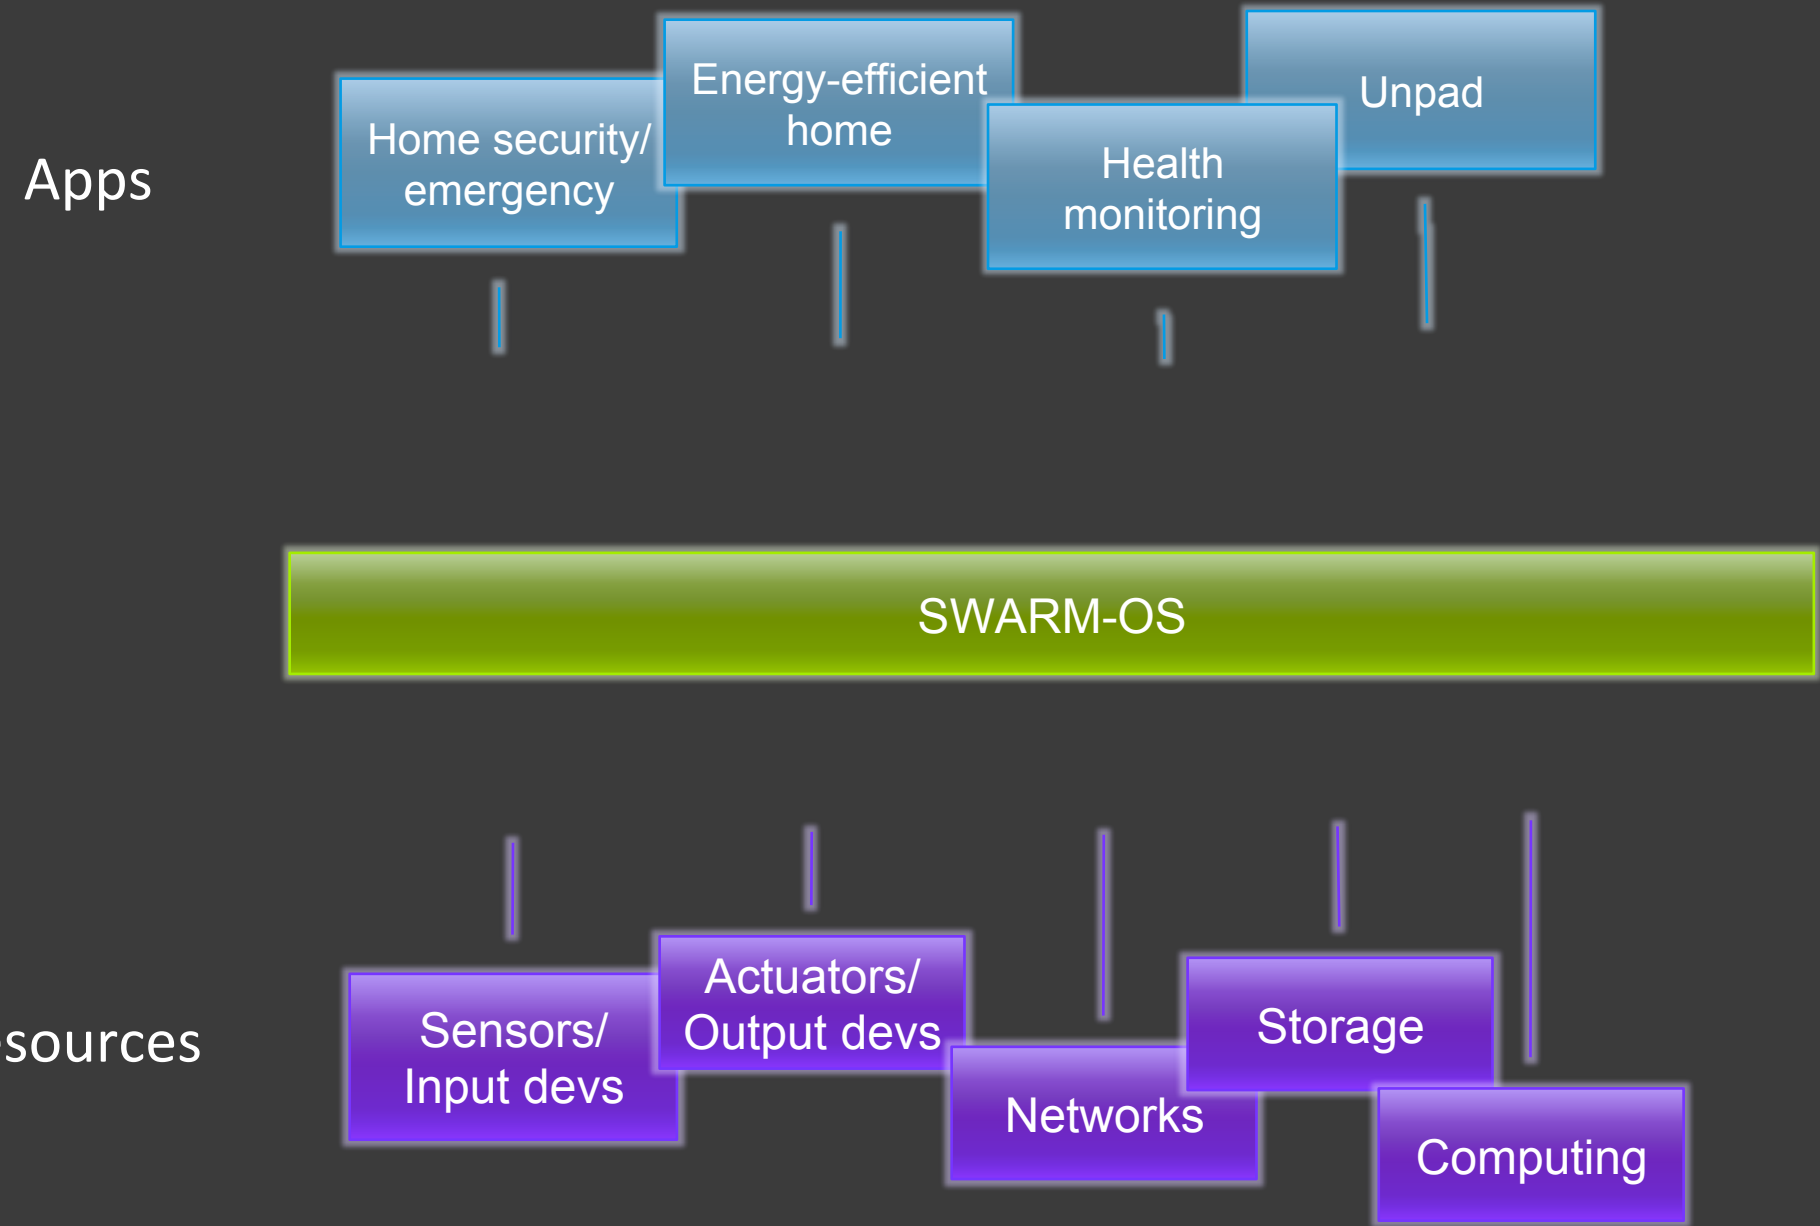 Apps
Home security/
emergency
Energy-efficient
home
Health
monitoring
Unpad
SWARM-OS
sources
Sensors/
Input devs
Actuators/
Output devs
Networks
Storage
Computing